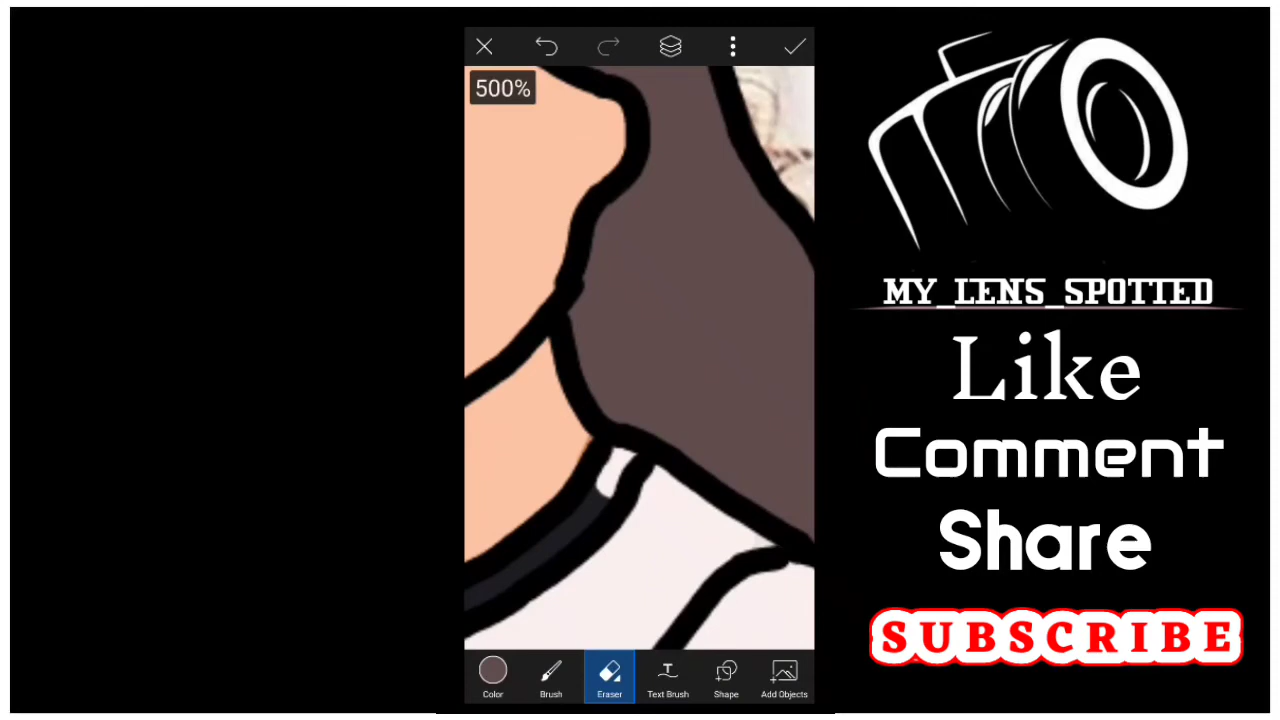 500%
MY_LENS_SPOTTED
Like
Comment
Share
SUBSCRIBE
Color Brush Eraser Text Brush Shape Add Objects